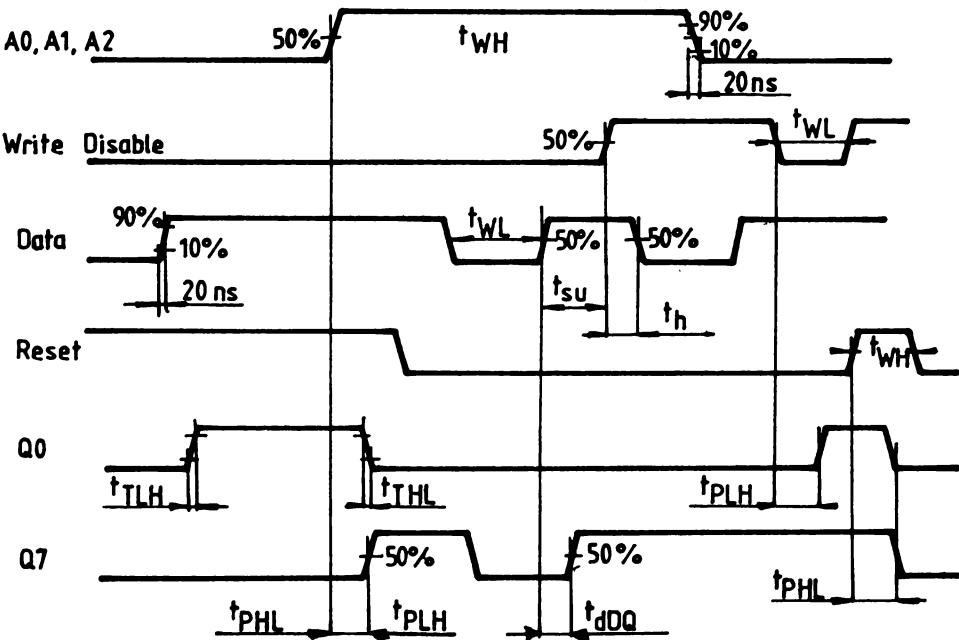 A0, A1, A2
50%
tWH
90%
10%
20ns
Write Disable
50%
tWL
Data
90%
10%
20 ns
tWL
50%
50%
tsu
th
Reset
tWH
Q0
tTLH
tTHL
tPLH
Q7
50%
50%
tPHL
tPHL
tPLH
tdDQ